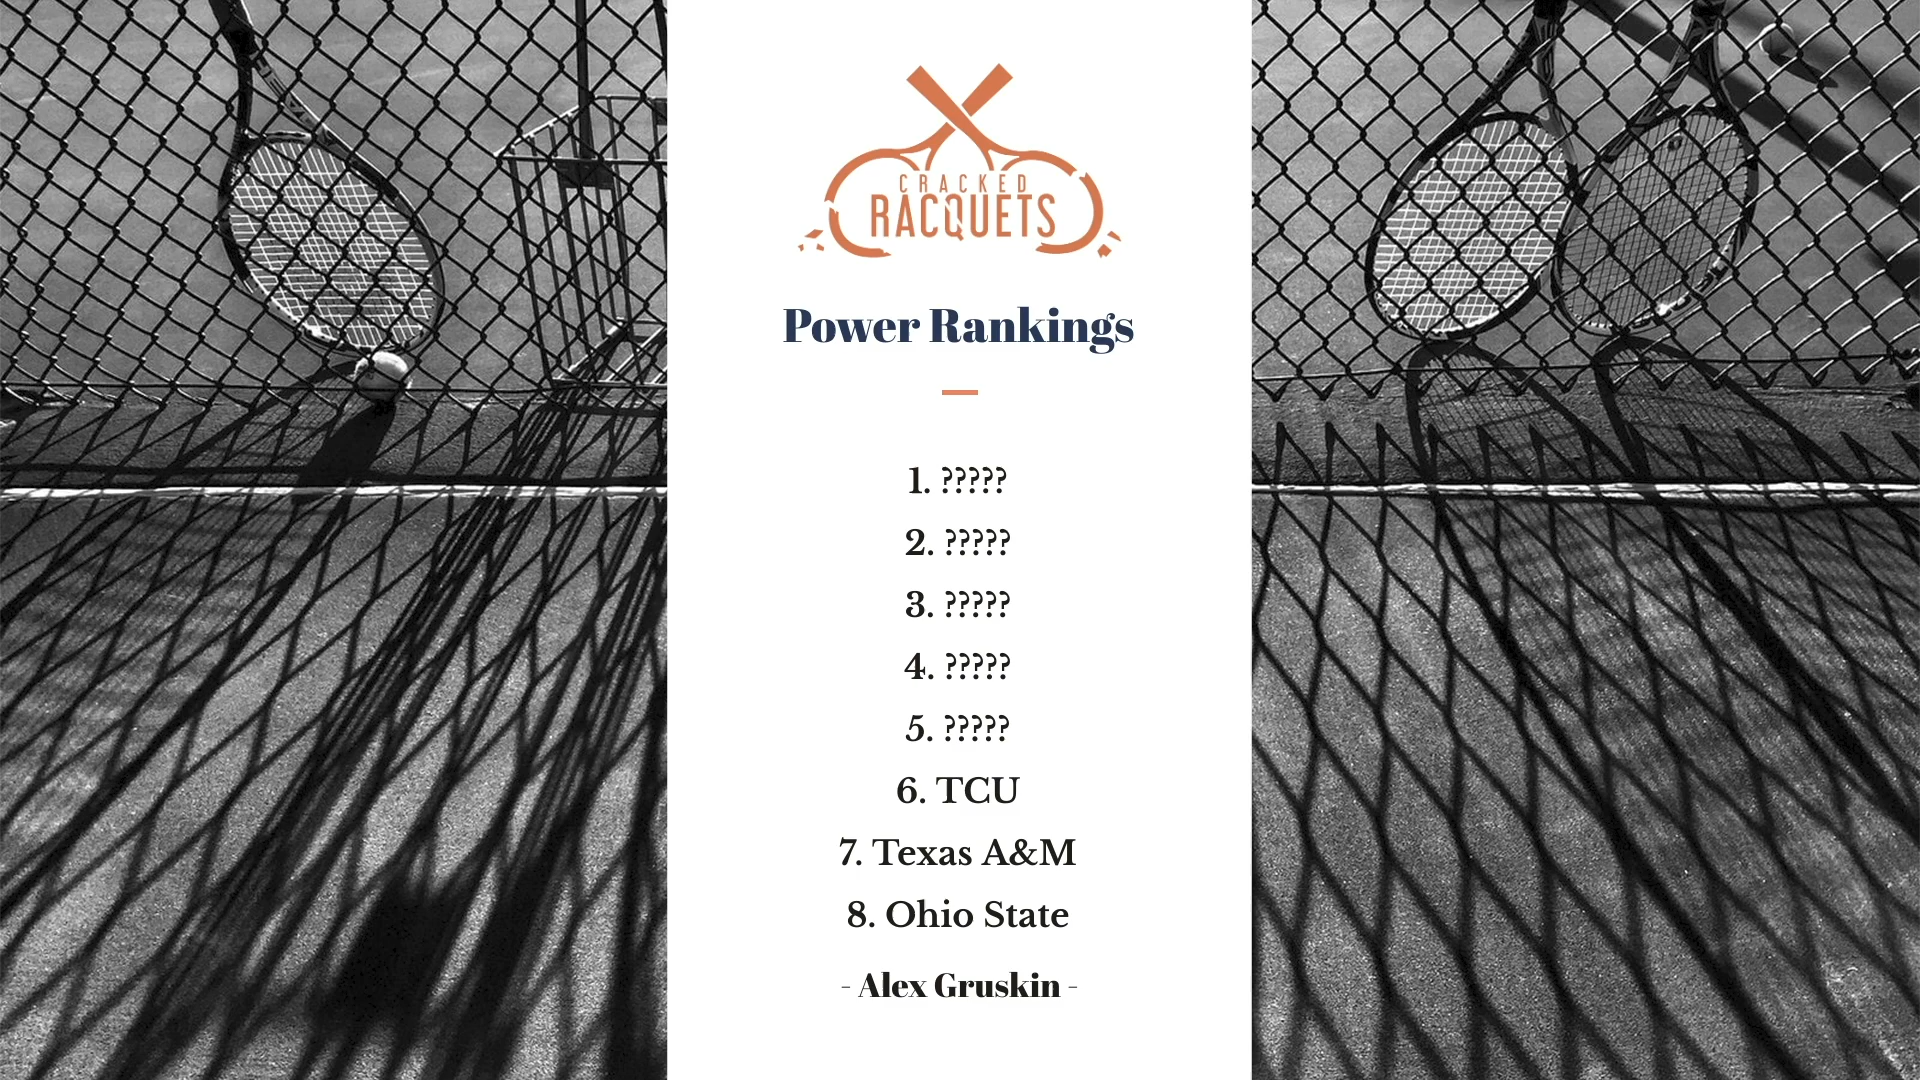 CRACKED
RACQUETS
Power Rankings
1. ?????
2. ?????
3. ?????
4. ?????
5. ?????
6. TCU
7. Texas A&M
8. Ohio State
- Alex Gruskin -